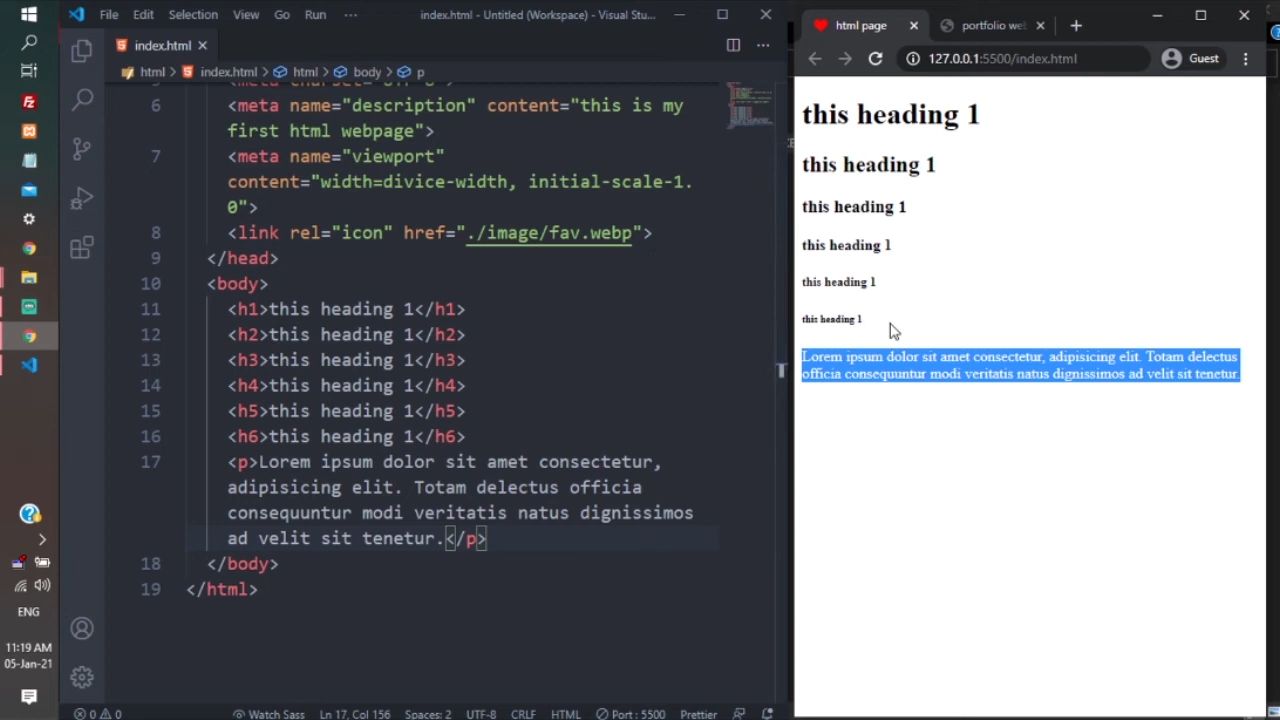 File Edit Selection View Go Run ··· index.html - Untitled (Workspace) - Visual Stu...
index.html
html > index.html > html > body > p
6 <meta name="description" content="this is my
first html webpage">
7 <meta name="viewport"
content="width=divice-width, initial-scale-1.
0">
8 <link rel="icon" href="./image/fav.webp">
9 </head>
10 <body>
11 <h1>this heading 1</h1>
12 <h2>this heading 1</h2>
13 <h3>this heading 1</h3>
14 <h4>this heading 1</h4>
15 <h5>this heading 1</h5>
16 <h6>this heading 1</h6>
17 <p>Lorem ipsum dolor sit amet consectetur,
adipisicing elit. Totam delectus officia
consequuntur modi veritatis natus dignissimos
ad velit sit tenetur.</p>
18 </body>
19 </html>
0 0 Watch Sass Ln 17, Col 156 Spaces: 2 UTF-8 CRLF HTML Port : 5500 Prettier
ENG
11:19 AM
05-Jan-21
html page portfolio we
127.0.0.1:5500/index.html Guest
this heading 1
this heading 1
this heading 1
this heading 1
this heading 1
this heading 1
Lorem ipsum dolor sit amet consectetur, adipisicing elit. Totam delectus
officia consequuntur modi veritatis natus dignissimos ad velit sit tenetur.